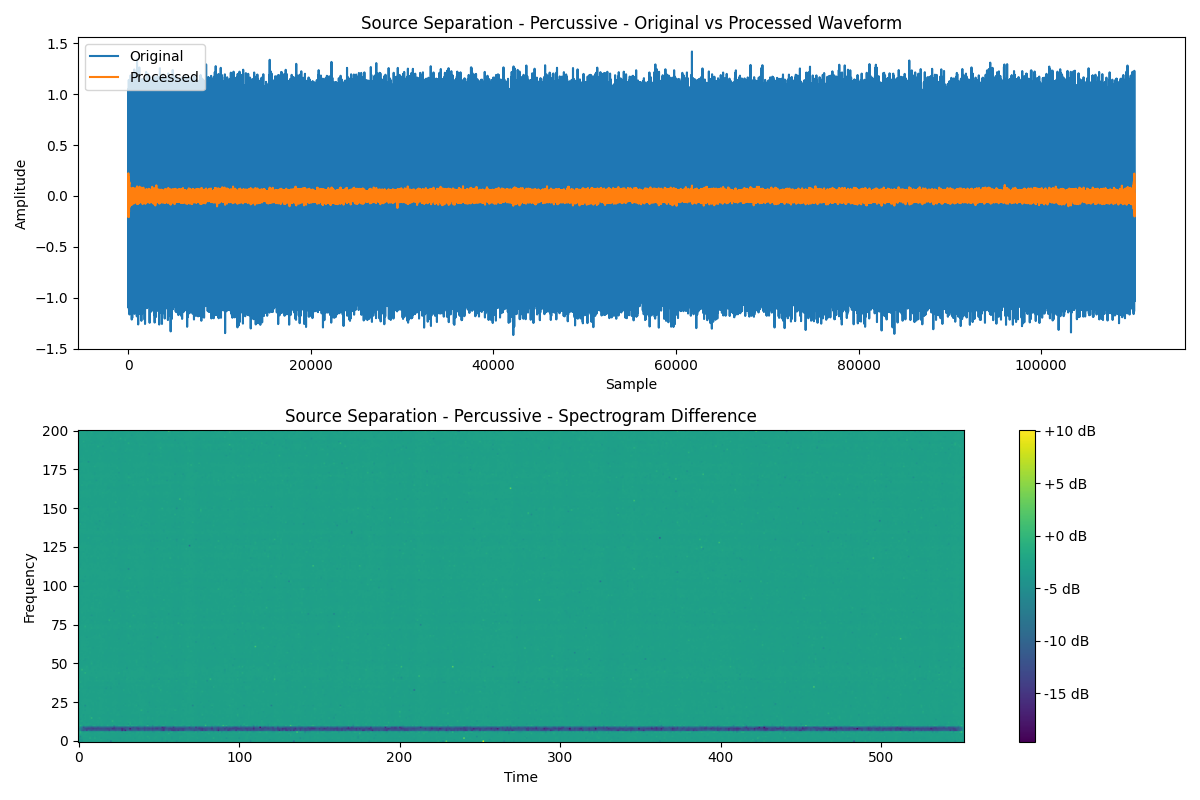 Source Separation - Percussive - Original vs Processed Waveform
Original
Processed
1.5
1.0
0.5
0.0
−0.5
−1.0
−1.5
Amplitude
0 20000 40000 60000 80000 100000
Sample
Source Separation - Percussive - Spectrogram Difference
200
175
150
125
100
75
50
25
0
Frequency
0 100 200 300 400 500
Time
+10 dB
+5 dB
+0 dB
-5 dB
-10 dB
-15 dB